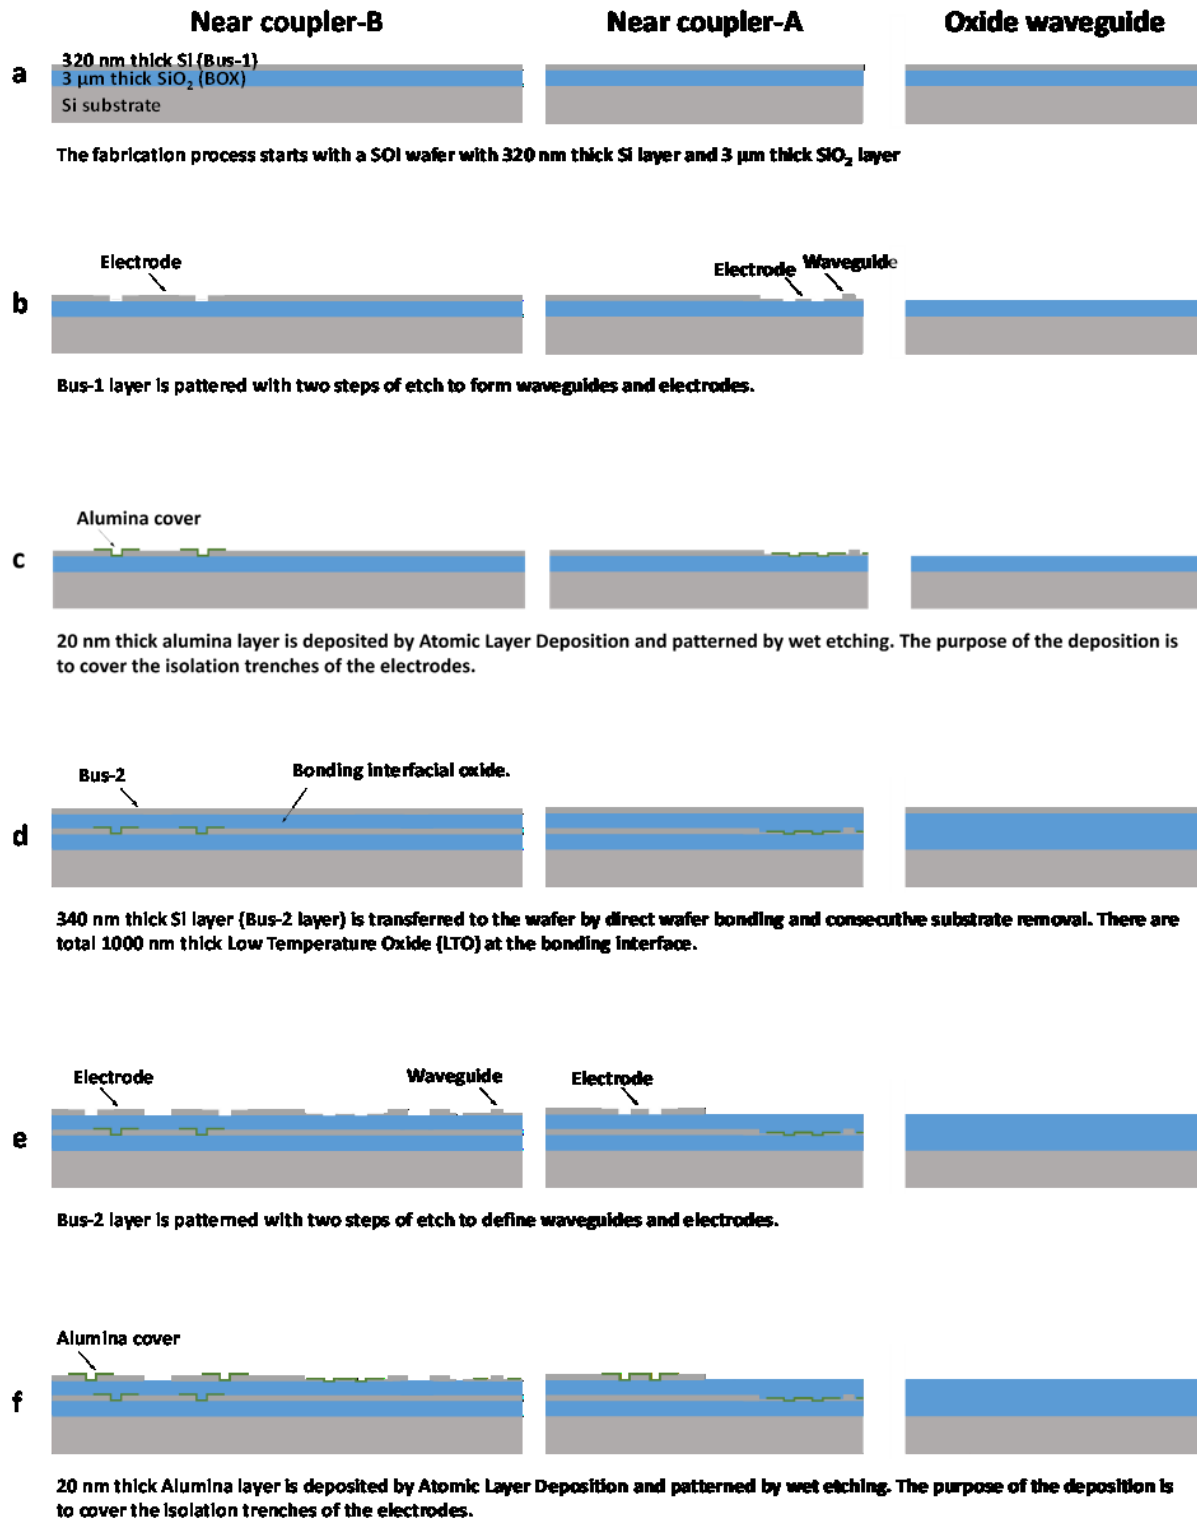 Near coupler-B Near coupler-A Oxide waveguide
a
320 nm thick Si (Bus-1)
3 µm thick SiO₂ (BOX)
Si substrate
The fabrication process starts with a SOI wafer with 320 nm thick Si layer and 3 µm thick SiO₂ layer
b
Electrode
Electrode Waveguide
Bus-1 layer is pattered with two steps of etch to form waveguides and electrodes.
c
Alumina cover
20 nm thick alumina layer is deposited by Atomic Layer Deposition and patterned by wet etching. The purpose of the deposition is
to cover the isolation trenches of the electrodes.
d
Bus-2
Bonding interfacial oxide.
340 nm thick Si layer (Bus-2 layer) is transferred to the wafer by direct wafer bonding and consecutive substrate removal. There are
total 1000 nm thick Low Temperature Oxide (LTO) at the bonding interface.
e
Electrode
Waveguide
Electrode
Bus-2 layer is patterned with two steps of etch to define waveguides and electrodes.
f
Alumina cover
20 nm thick Alumina layer is deposited by Atomic Layer Deposition and patterned by wet etching. The purpose of the deposition is
to cover the isolation trenches of the electrodes.